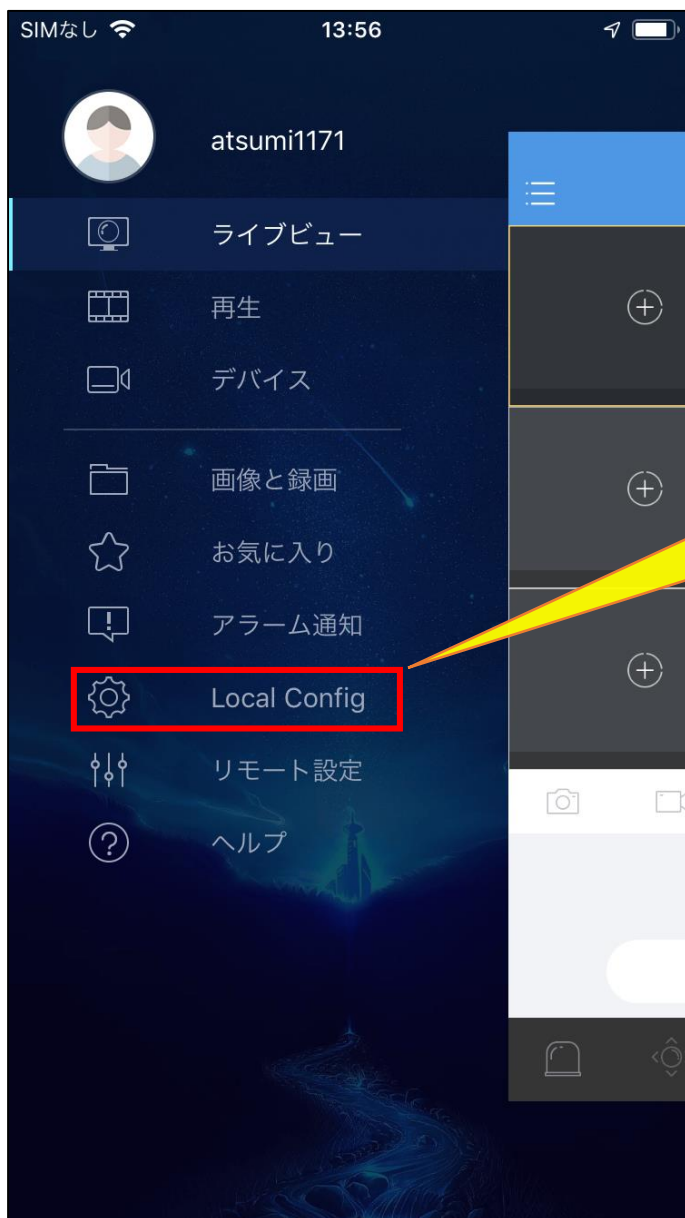 SIMなし 13:56
atsumi1171
ライブビュー
再生
デバイス
画像と録画
お気に入り
アラーム通知
Local Config
リモート設定
ヘルプ